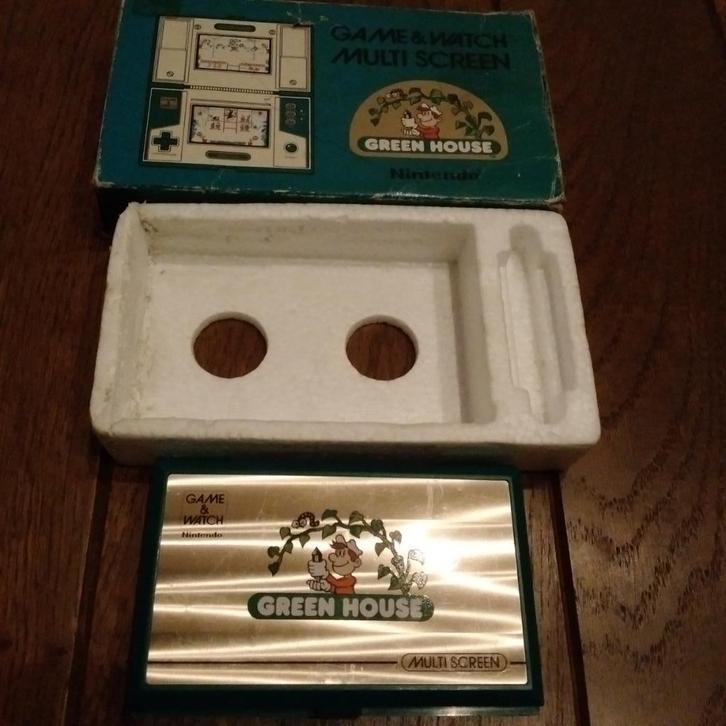 GAME & WATCH
MULTI SCREEN
GREEN HOUSE
Nintendo
GAME
&
WATCH
Nintendo
GREEN HOUSE
MULTI SCREEN